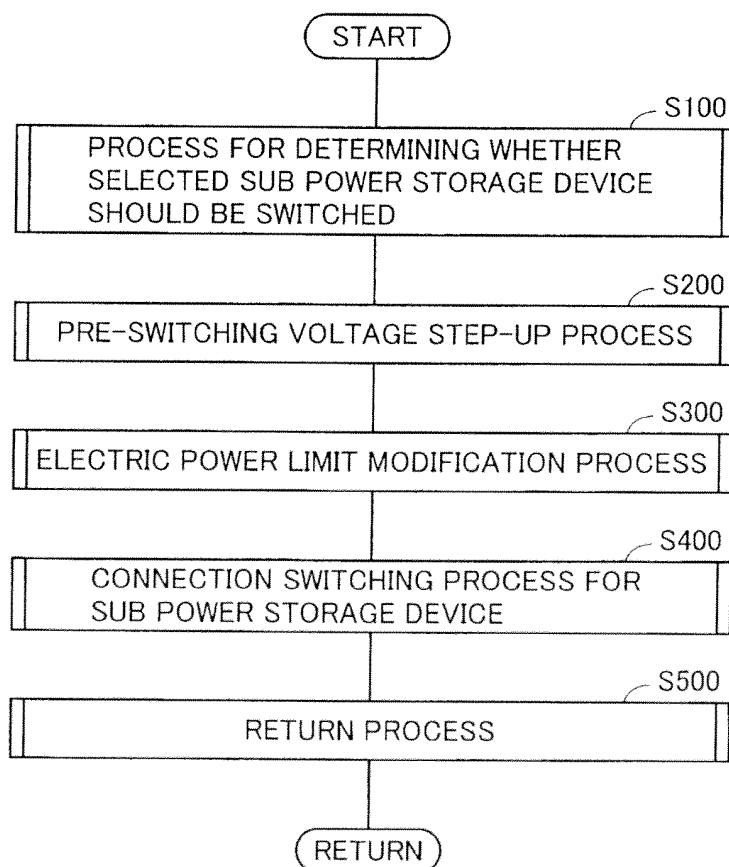 START
S100
PROCESS FOR DETERMINING WHETHER
SELECTED SUB POWER STORAGE DEVICE
SHOULD BE SWITCHED
S200
PRE-SWITCHING VOLTAGE STEP-UP PROCESS
S300
ELECTRIC POWER LIMIT MODIFICATION PROCESS
S400
CONNECTION SWITCHING PROCESS FOR
SUB POWER STORAGE DEVICE
S500
RETURN PROCESS
RETURN